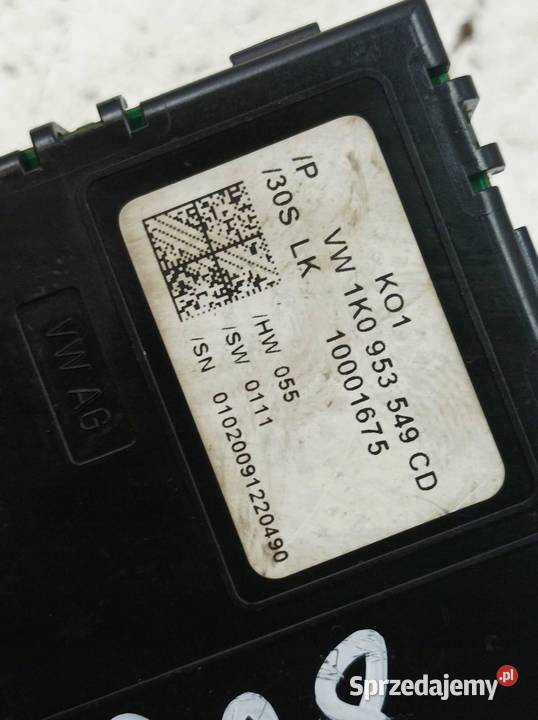 /P KO1
/30S VW 1K0 953 549 CD
LK 10001675
/HW 055
/SW 0111
/SN 01020091220490
VW AG
Sprzedajemy.pl